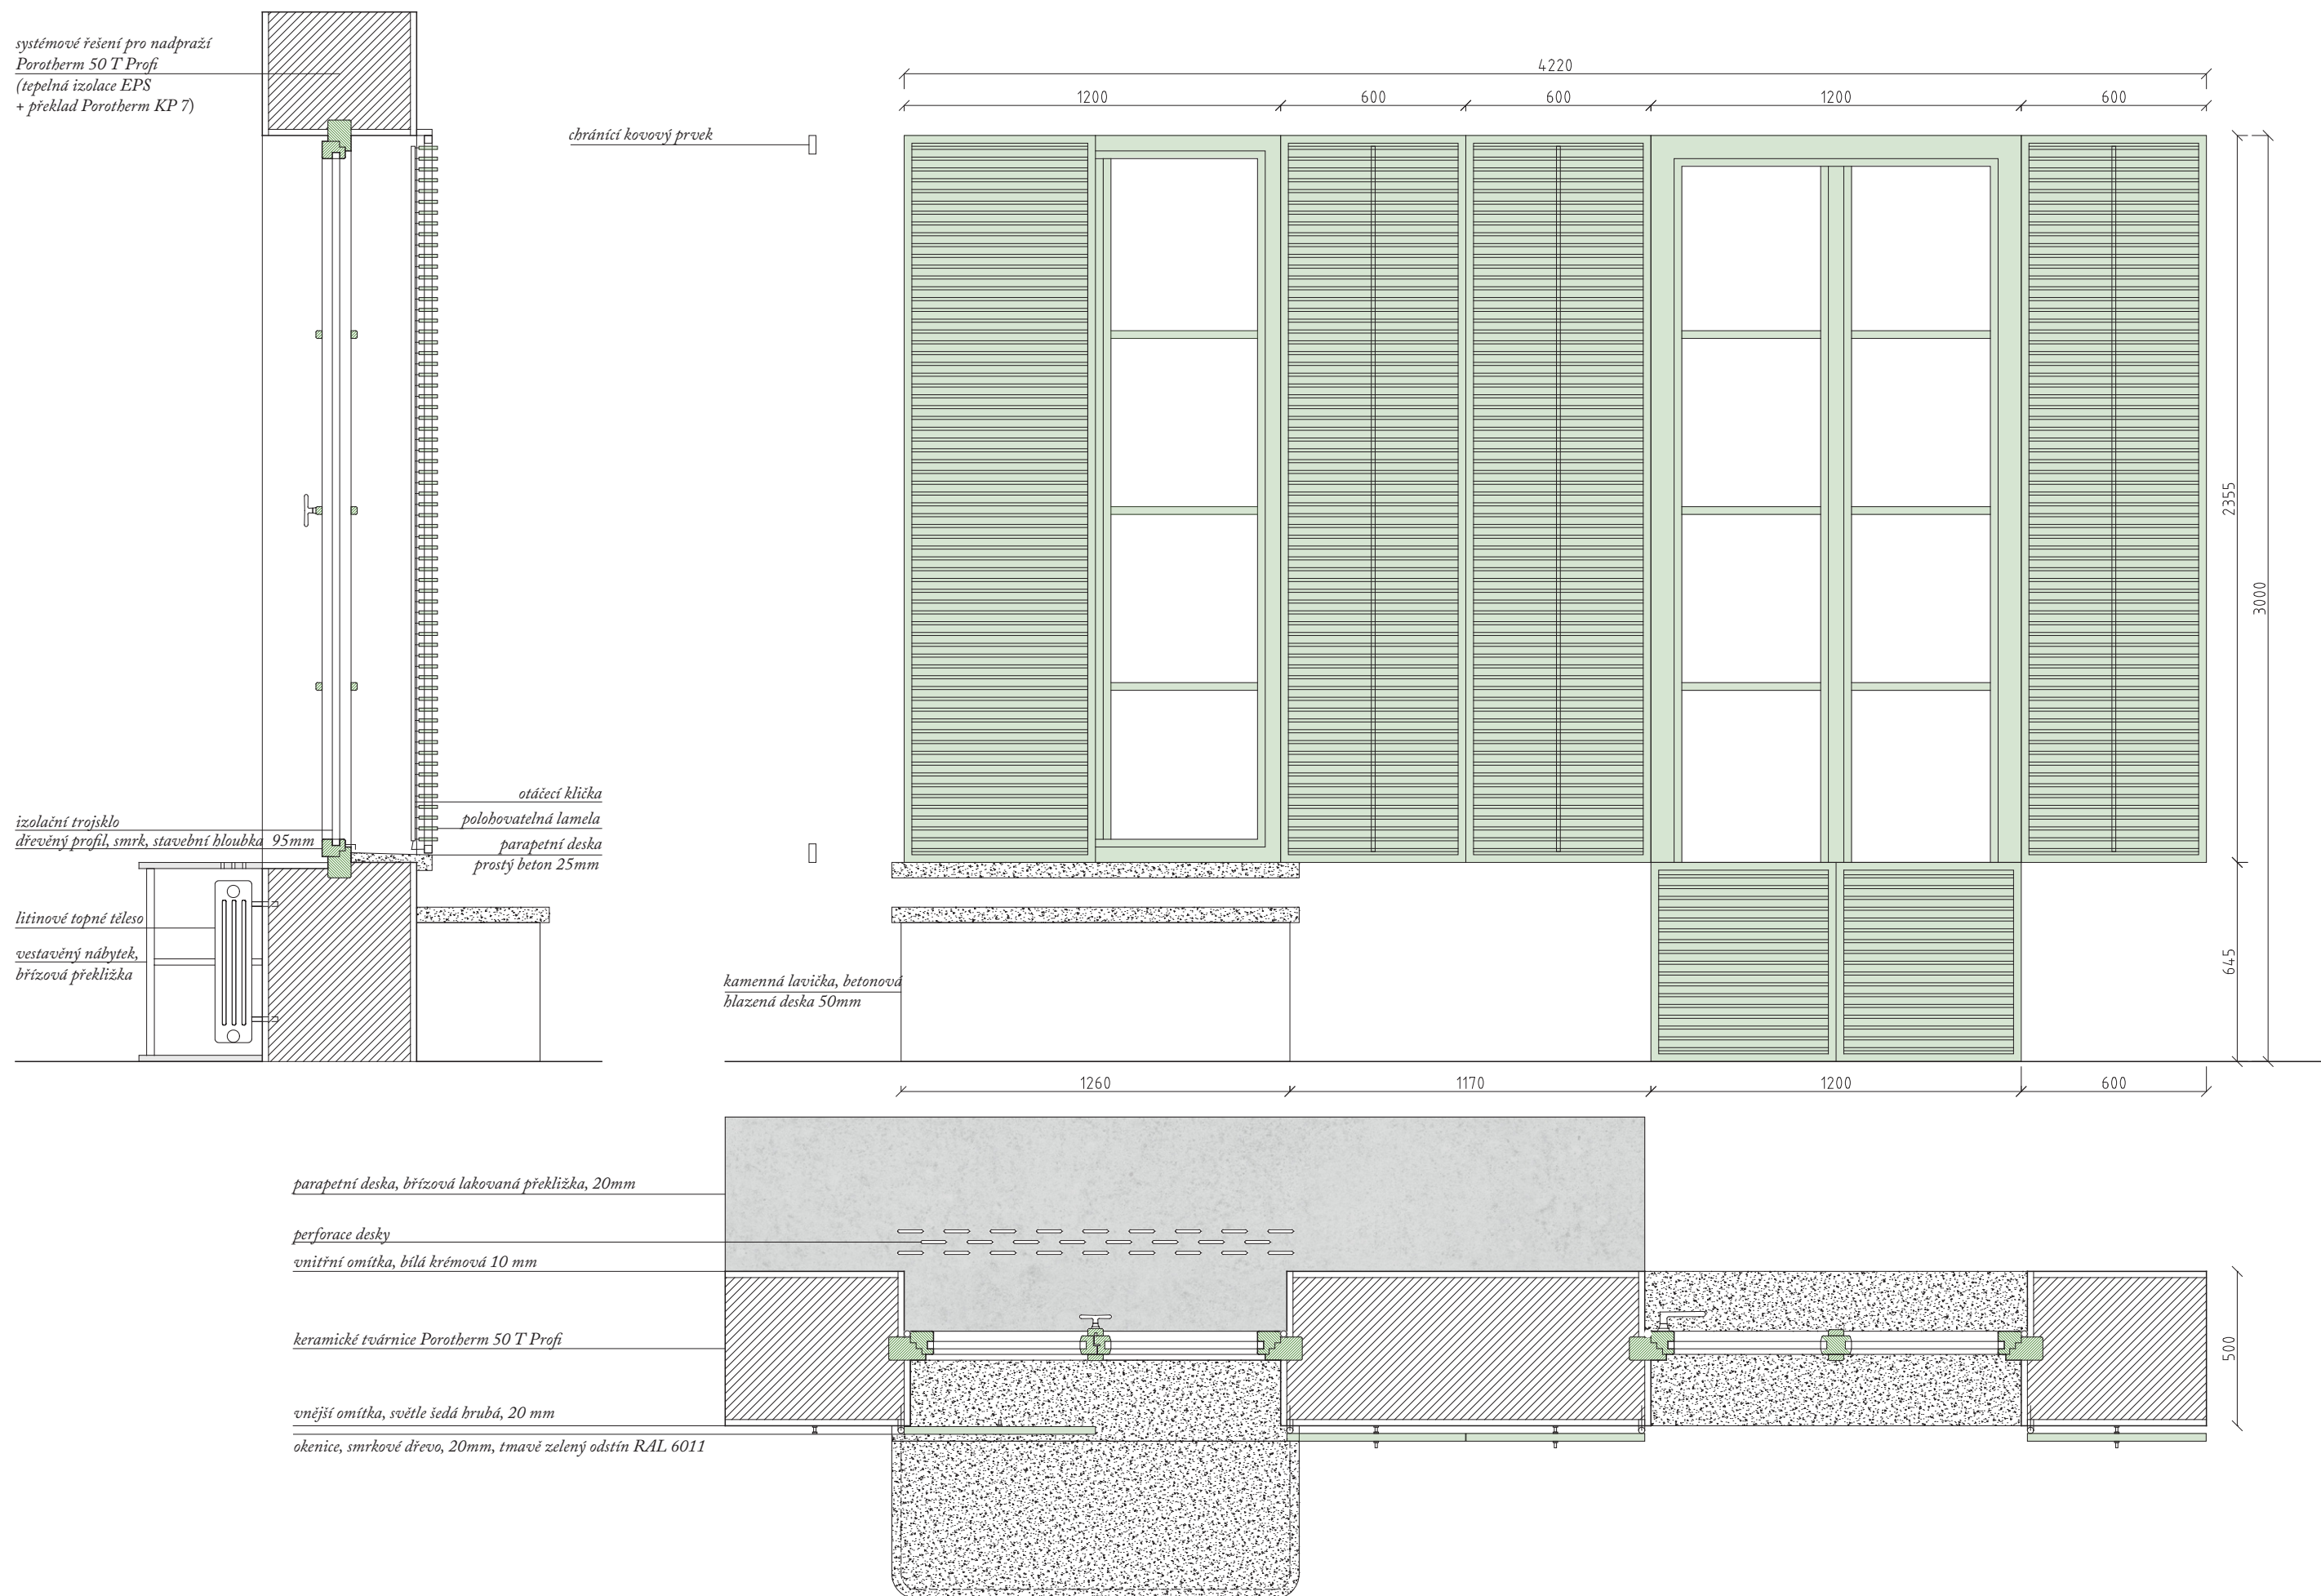 systémové řešení pro nadpraží
Porotherm 50 T Profi
(tepelná izolace EPS
+ překlad Porotherm KP 7)
4220
1200
600
600
1200
600
chránící kovový prvek
2355
3000
645
otáčecí klička
polohovatelná lamela
parapetní deska
prostý beton 25mm
izolační trojsklo
dřevěný profil, smrk, stavební hloubka 95mm
litinové topné těleso
vestavěný nábytek,
břízová překližka
kamenná lavička, betonová
hlazená deska 50mm
1260
1170
1200
600
parapetní deska, břízová lakovaná překližka, 20mm
perforace desky
vnitřní omítka, bílá krémová 10 mm
keramické tvárnice Porotherm 50 T Profi
500
vnější omítka, světle šedá hrubá, 20 mm
okenice, smrkové dřevo, 20mm, tmavě zelený odstín RAL 6011